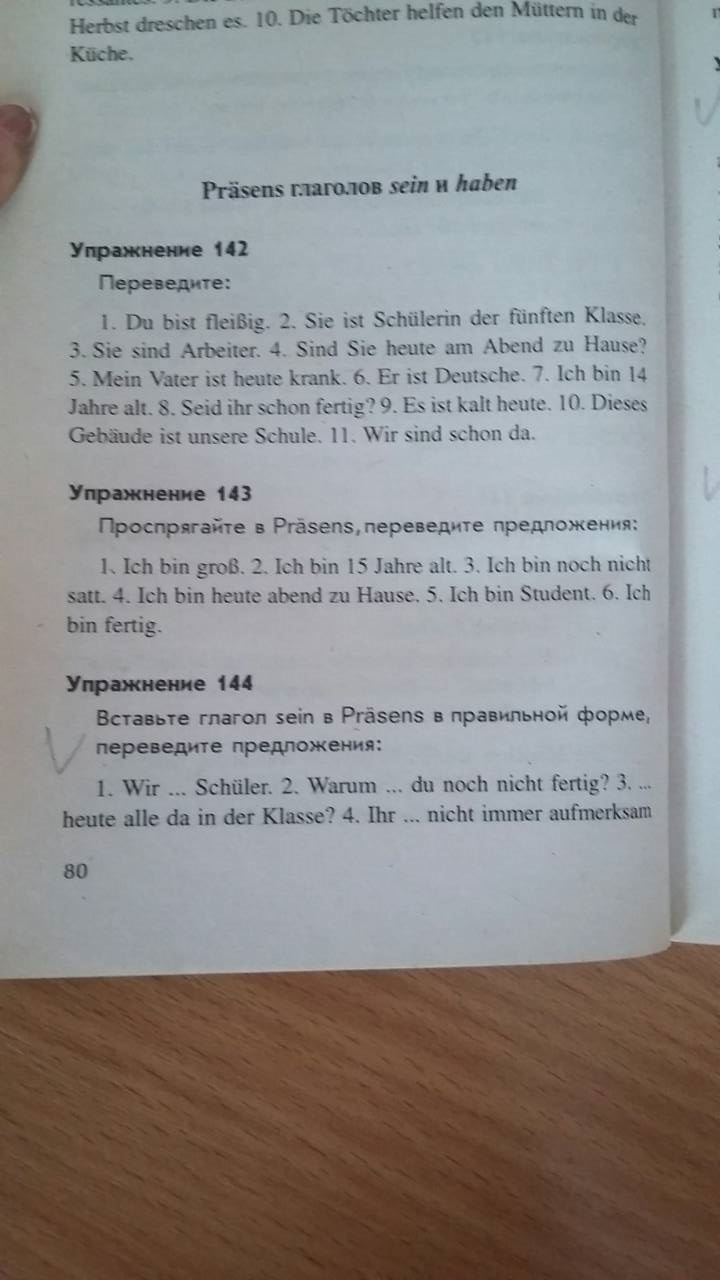 Herbst dreschen es. 10. Die Töchter helfen den Müttern in der
Küche.
Präsens глаголов sein и haben
Упражнение 142
Переведите:
1. Du bist fleißig. 2. Sie ist Schülerin der fünften Klasse.
3. Sie sind Arbeiter. 4. Sind Sie heute am Abend zu Hause?
5. Mein Vater ist heute krank. 6. Er ist Deutsche. 7. Ich bin 14
Jahre alt. 8. Seid ihr schon fertig? 9. Es ist kalt heute. 10. Dieses
Gebäude ist unsere Schule. 11. Wir sind schon da.
Упражнение 143
Проспрягайте в Präsens, переведите предложения:
1. Ich bin groß. 2. Ich bin 15 Jahre alt. 3. Ich bin noch nicht
satt. 4. Ich bin heute abend zu Hause. 5. Ich bin Student. 6. Ich
bin fertig.
Упражнение 144
Вставьте глагол sein в Präsens в правильной форме,
переведите предложения:
1. Wir ... Schüler. 2. Warum ... du noch nicht fertig? 3. ...
heute alle da in der Klasse? 4. Ihr ... nicht immer aufmerksam
80